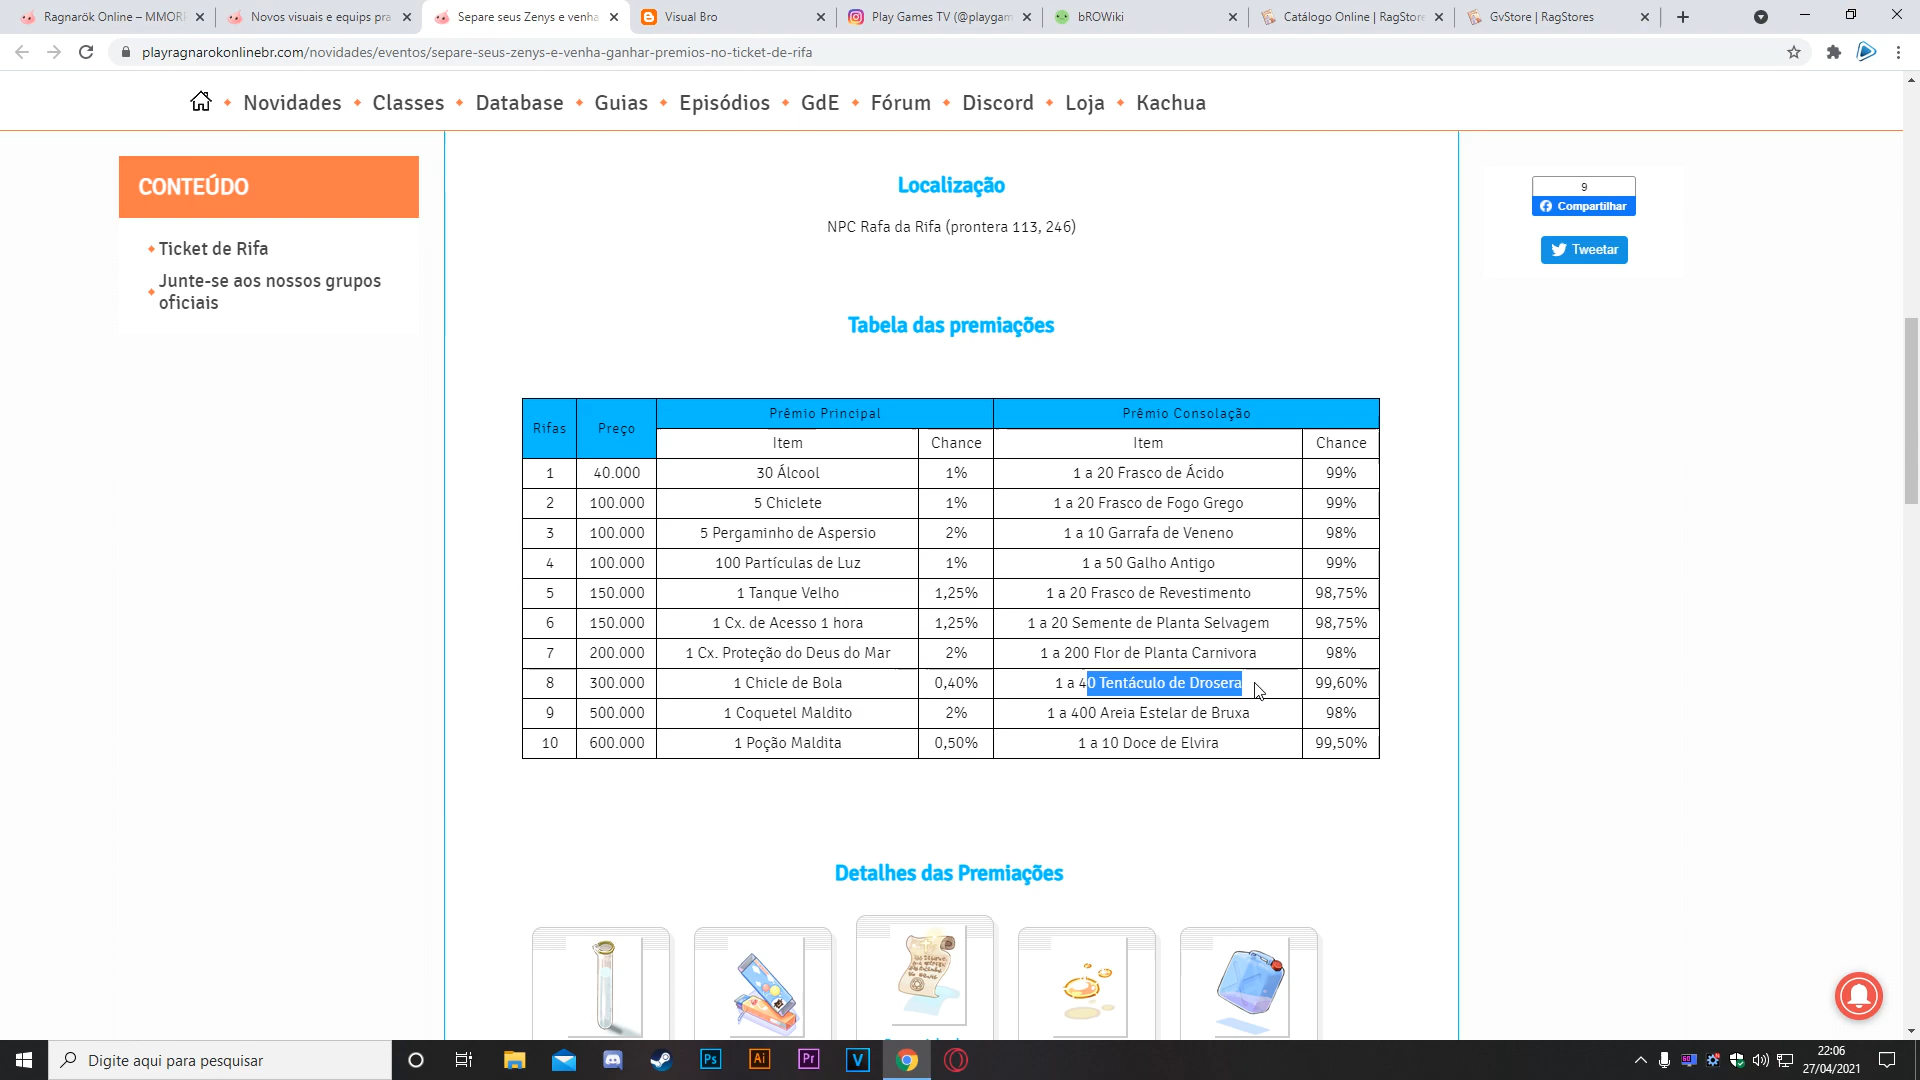 Ragnarök Online – MMORP
Novos visuais e equips pra
Separe seus Zenys e venha
Visual Bro
Play Games TV (@playgam
bROWiki
Catálogo Online | RagStore
GvStore | RagStores
playragnarokonlinebr.com/novidades/eventos/separe-seus-zenys-e-venha-ganhar-premios-no-ticket-de-rifa
Novidades Classes Database Guias Episódios GdE Fórum Discord Loja Kachua
CONTEÚDO
Ticket de Rifa
Junte-se aos nossos grupos
oficiais
Localização
NPC Rafa da Rifa (prontera 113, 246)
9
Compartilhar
Tweetar
Tabela das premiações
Rifas Preço Prêmio Principal Prêmio Consolação
Item Chance Item Chance
1 40.000 30 Álcool 1% 1 a 20 Frasco de Ácido 99%
2 100.000 5 Chiclete 1% 1 a 20 Frasco de Fogo Grego 99%
3 100.000 5 Pergaminho de Aspersio 2% 1 a 10 Garrafa de Veneno 98%
4 100.000 100 Partículas de Luz 1% 1 a 50 Galho Antigo 99%
5 150.000 1 Tanque Velho 1,25% 1 a 20 Frasco de Revestimento 98,75%
6 150.000 1 Cx. de Acesso 1 hora 1,25% 1 a 20 Semente de Planta Selvagem 98,75%
7 200.000 1 Cx. Proteção do Deus do Mar 2% 1 a 200 Flor de Planta Carnivora 98%
8 300.000 1 Chicle de Bola 0,40% 1 a 40 Tentáculo de Drosera 99,60%
9 500.000 1 Coquetel Maldito 2% 1 a 400 Areia Estelar de Bruxa 98%
10 600.000 1 Poção Maldita 0,50% 1 a 10 Doce de Elvira 99,50%
Detalhes das Premiações
Digite aqui para pesquisar
Ps Ai Pr V
22:06
27/04/2021